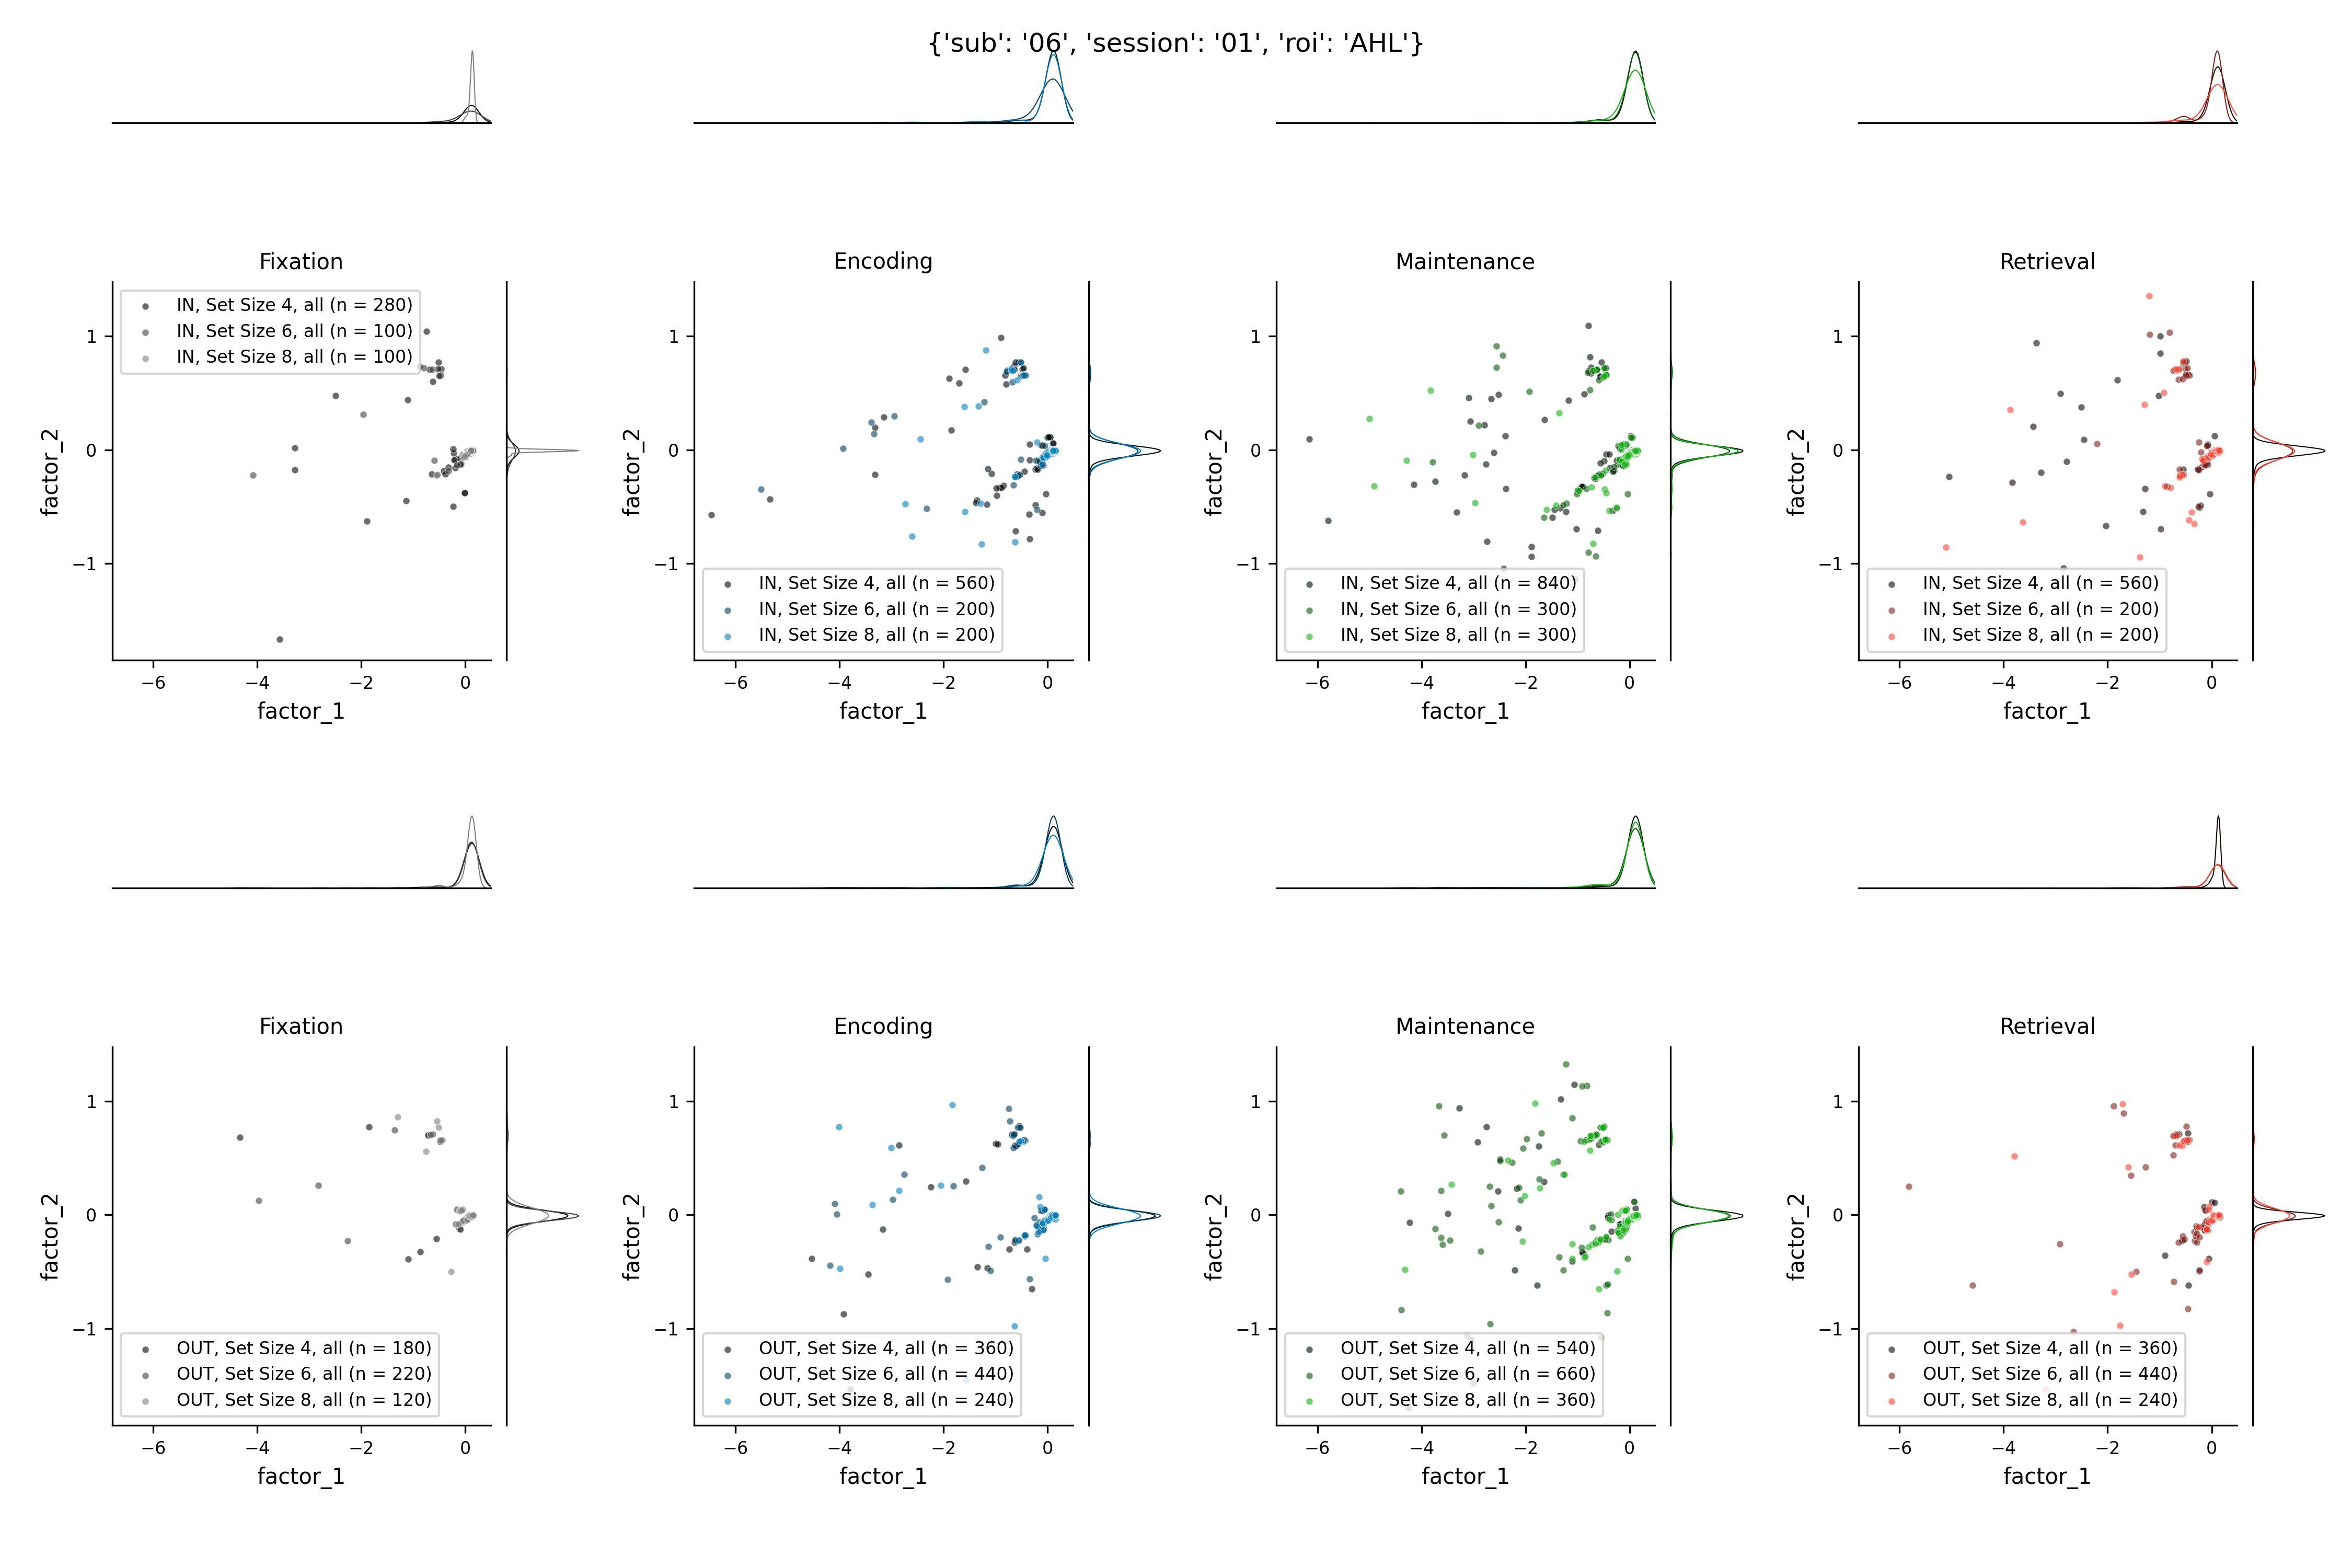 {'sub': '06', 'session': '01', 'roi': 'AHL'}
Fixation
Encoding
Maintenance
Retrieval
IN, Set Size 4, all (n = 280)
IN, Set Size 6, all (n = 100)
IN, Set Size 8, all (n = 100)
1
0
−1
factor_2
−6
−4
−2
0
factor_1
1
0
−1
factor_2
IN, Set Size 4, all (n = 560)
IN, Set Size 6, all (n = 200)
IN, Set Size 8, all (n = 200)
−6
−4
−2
0
factor_1
1
0
−1
factor_2
IN, Set Size 4, all (n = 840)
IN, Set Size 6, all (n = 300)
IN, Set Size 8, all (n = 300)
−6
−4
−2
0
factor_1
1
0
−1
factor_2
IN, Set Size 4, all (n = 560)
IN, Set Size 6, all (n = 200)
IN, Set Size 8, all (n = 200)
−6
−4
−2
0
factor_1
Fixation
Encoding
Maintenance
Retrieval
1
0
−1
factor_2
OUT, Set Size 4, all (n = 180)
OUT, Set Size 6, all (n = 220)
OUT, Set Size 8, all (n = 120)
−6
−4
−2
0
factor_1
1
0
−1
factor_2
OUT, Set Size 4, all (n = 360)
OUT, Set Size 6, all (n = 440)
OUT, Set Size 8, all (n = 240)
−6
−4
−2
0
factor_1
1
0
−1
factor_2
OUT, Set Size 4, all (n = 540)
OUT, Set Size 6, all (n = 660)
OUT, Set Size 8, all (n = 360)
−6
−4
−2
0
factor_1
1
0
−1
factor_2
OUT, Set Size 4, all (n = 360)
OUT, Set Size 6, all (n = 440)
OUT, Set Size 8, all (n = 240)
−6
−4
−2
0
factor_1